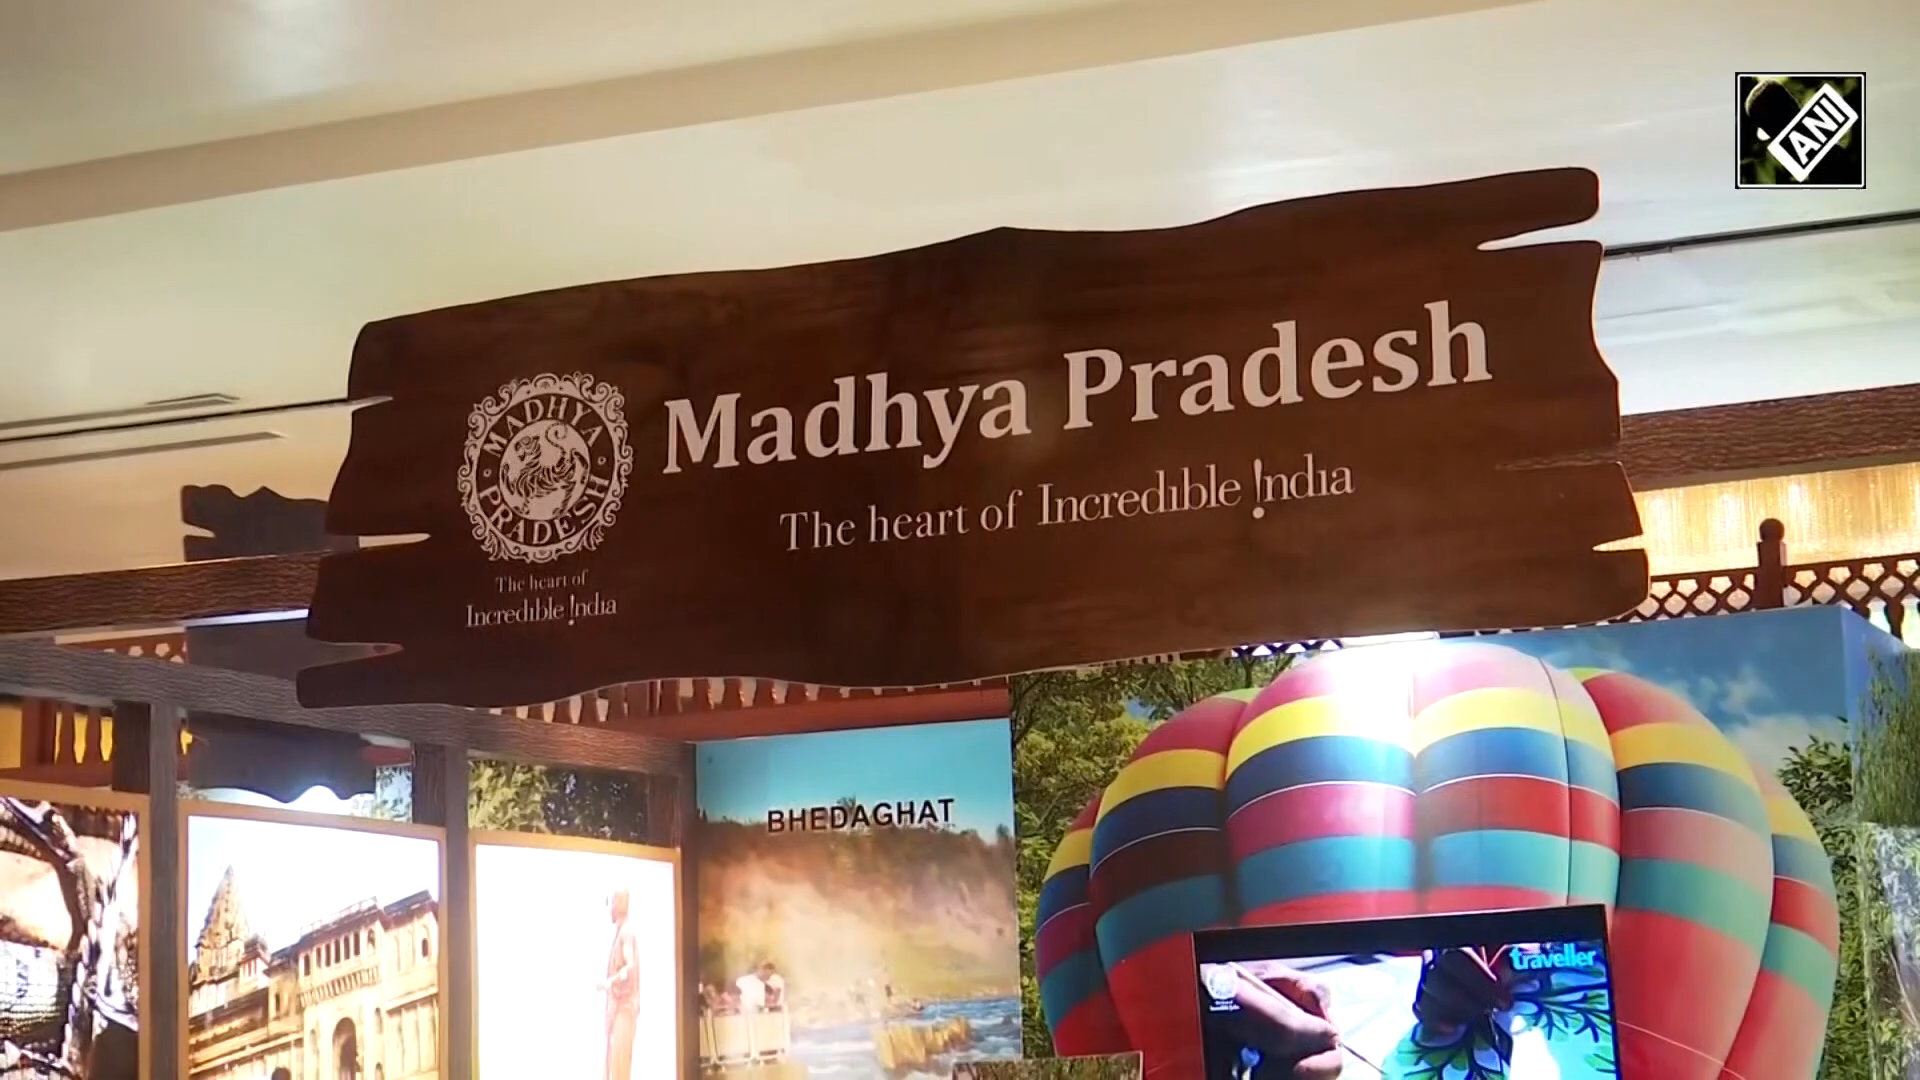 ANI
Madhya Pradesh
The heart of Incredible !ndia
MADHYA
PRADESH
The heart of
Incredible !ndia
BHEDAGHAT
traveller